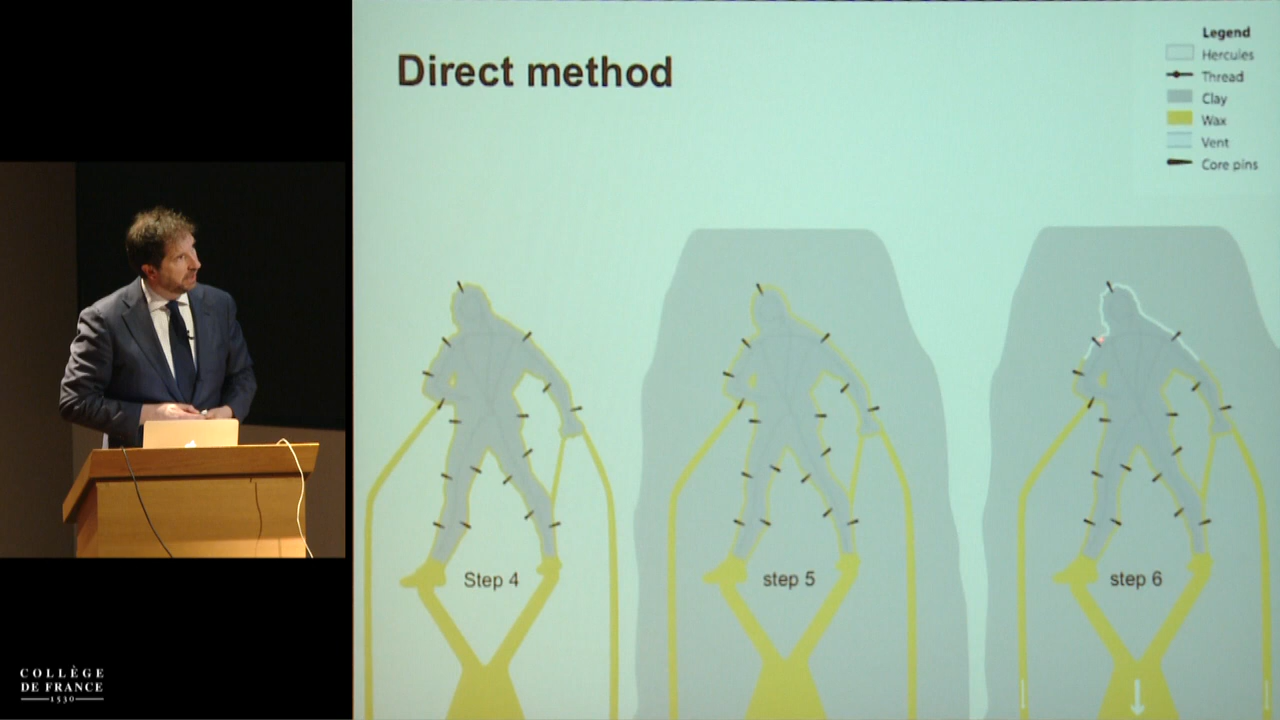 Direct method
Legend
Hercules
Thread
Clay
Wax
Vent
Core pins
Step 4
step 5
step 6
COLLÈGE
DE FRANCE
1530